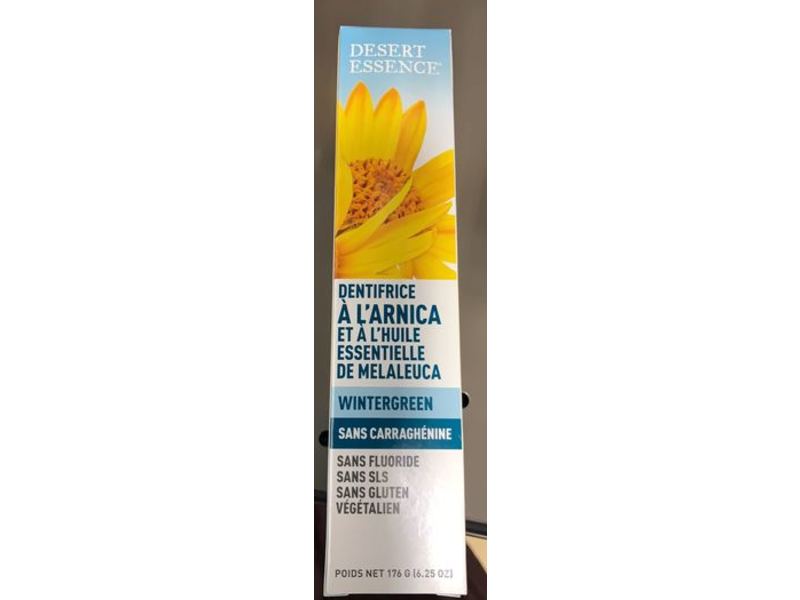 DESERT
ESSENCE
DENTIFRICE
À L'ARNICA
ET À L'HUILE
ESSENTIELLE
DE MELALEUCA
WINTERGREEN
SANS CARRAGHÉNINE
SANS FLUORIDE
SANS SLS
SANS GLUTEN
VÉGÉTALIEN
POIDS NET 176 G (6.25 OZ)